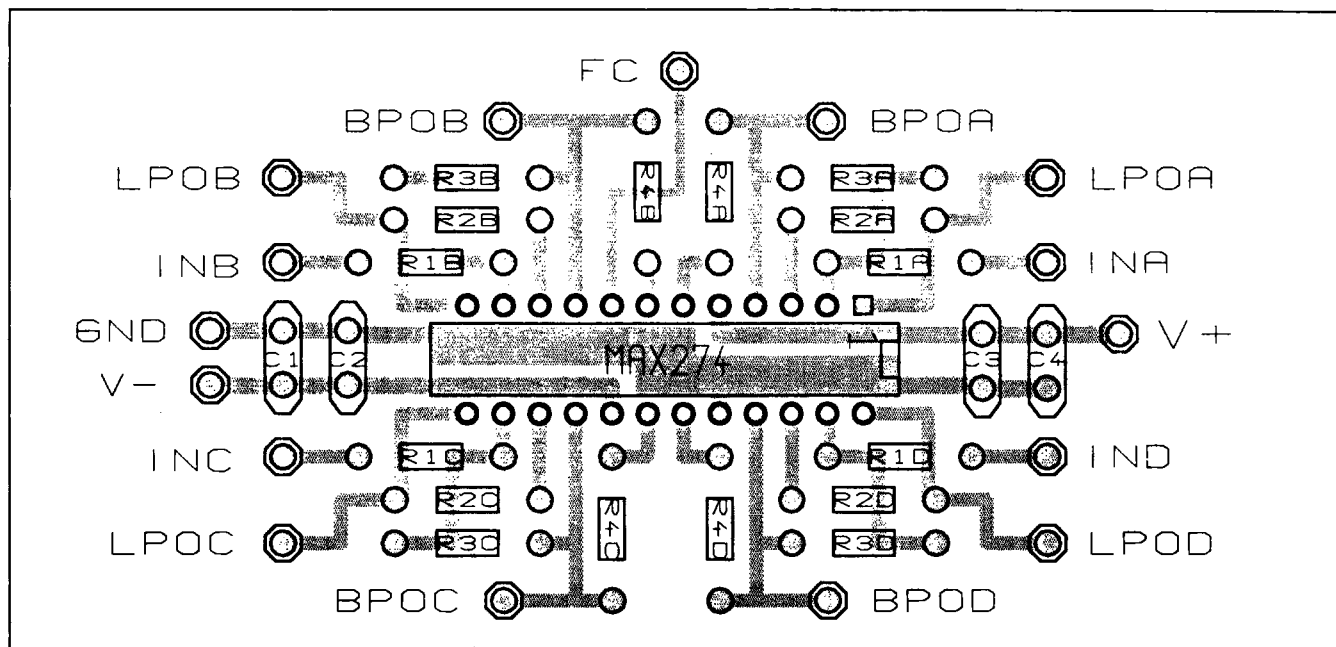 FC
BPOB
BPOA
LPOB
R3B
R4B
R4A
R3A
LPOA
R2B
R2A
INB
R1B
R1A
INA
GND
V+
C1
C2
MAX274
C3
C4
V-
INC
R1C
R1D
IND
R2C
R2D
LPOC
R3C
R4C
R4D
R3D
LPOD
BPOC
BPOD